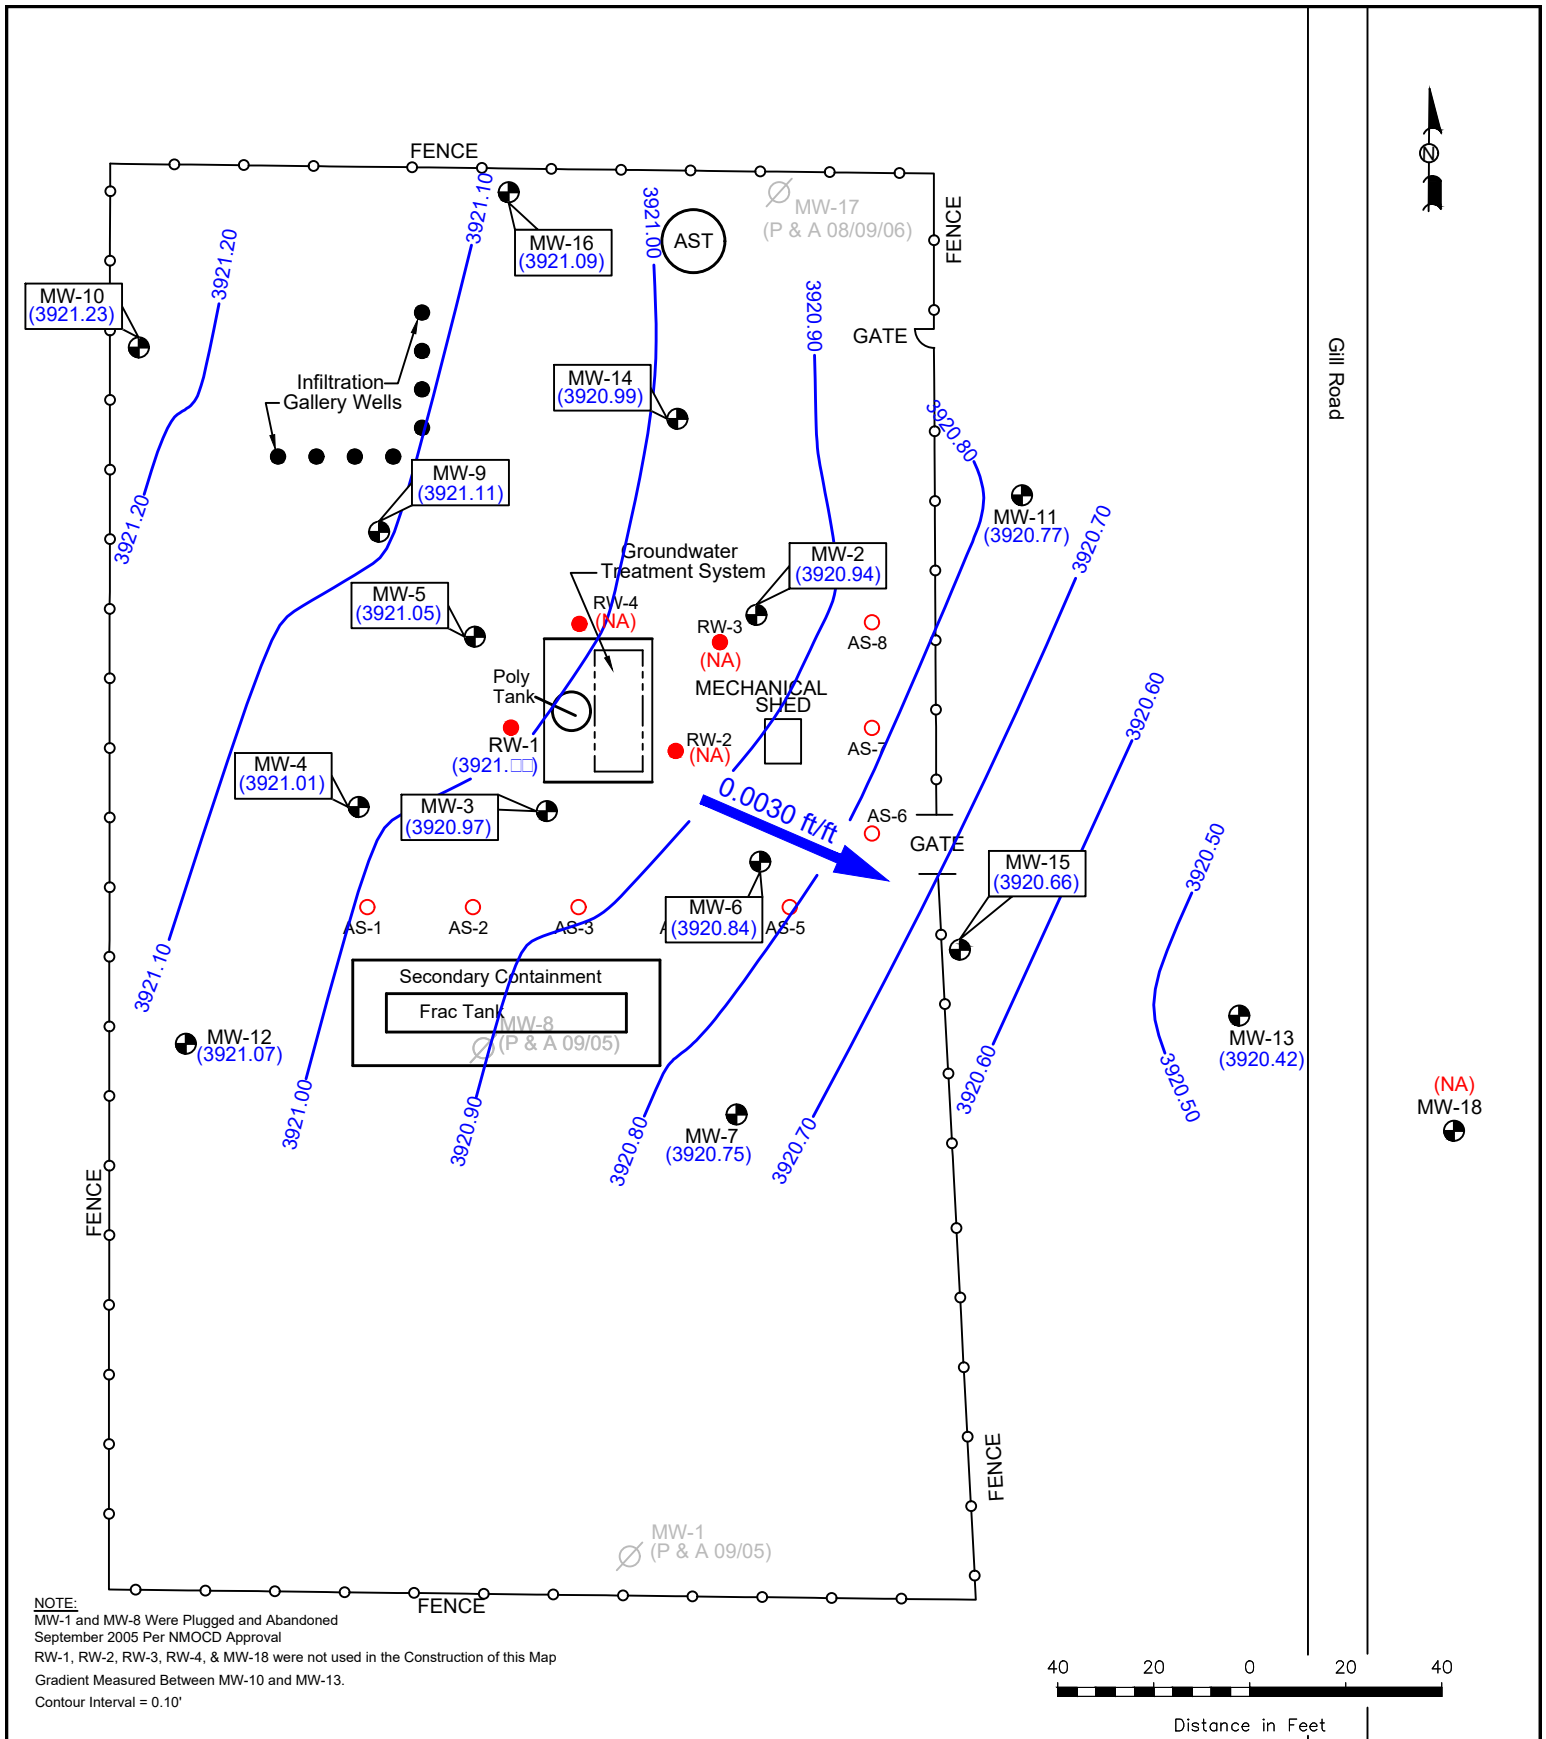 FENCE
3921.10
3921.00
MW-17
(P & A 08/09/06)
FENCE
AST
MW-16
(3921.09)
3921.20
MW-10
(3921.23)
3920.90
GATE
Gill Road
N
Infiltration
Gallery Wells
MW-14
(3920.99)
3920.80
MW-9
(3921.11)
MW-11
(3920.77)
3920.70
3921.20
Groundwater
Treatment System
MW-2
(3920.94)
MW-5
(3921.05)
RW-4
(NA)
RW-3
(NA)
AS-8
Poly
Tank
MECHANICAL
SHED
3920.60
RW-1
(3921.□□)
RW-2
(NA)
AS-7
MW-4
(3921.01)
MW-3
(3920.97)
0.0030 ft/ft
AS-6
GATE
MW-15
(3920.66)
3920.50
AS-1
AS-2
AS-3
MW-6
(3920.84)
AS-5
3921.10
Secondary Containment
Frac Tank
MW-8
(P & A 09/05)
MW-12
(3921.07)
MW-13
(3920.42)
3920.60
3920.50
(NA)
MW-18
3921.00
3920.90
3920.80
MW-7
(3920.75)
3920.70
FENCE
FENCE
MW-1
(P & A 09/05)
FENCE
NOTE:
MW-1 and MW-8 Were Plugged and Abandoned
September 2005 Per NMOCD Approval
RW-1, RW-2, RW-3, RW-4, & MW-18 were not used in the Construction of this Map
Gradient Measured Between MW-10 and MW-13.
Contour Interval = 0.10'
40 20 0 20 40
Distance in Feet